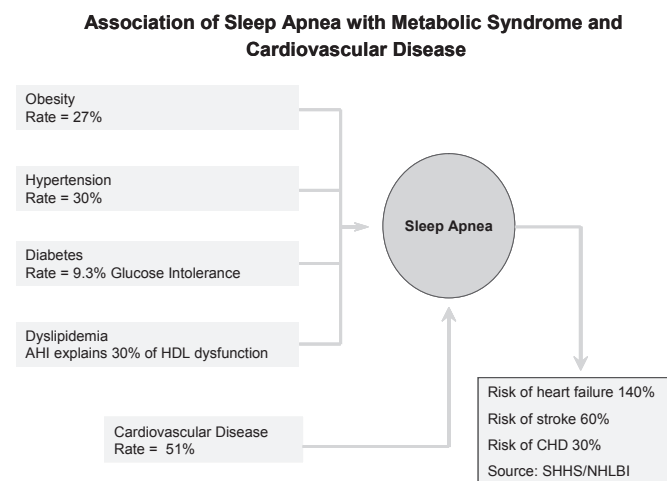 Association of Sleep Apnea with Metabolic Syndrome and
Cardiovascular Disease
Obesity
Rate = 27%
Hypertension
Rate = 30%
Diabetes
Rate = 9.3% Glucose Intolerance
Dyslipidemia
AHI explains 30% of HDL dysfunction
Cardiovascular Disease
Rate = 51%
Sleep Apnea
Risk of heart failure 140%
Risk of stroke 60%
Risk of CHD 30%
Source: SHHS/NHLBI